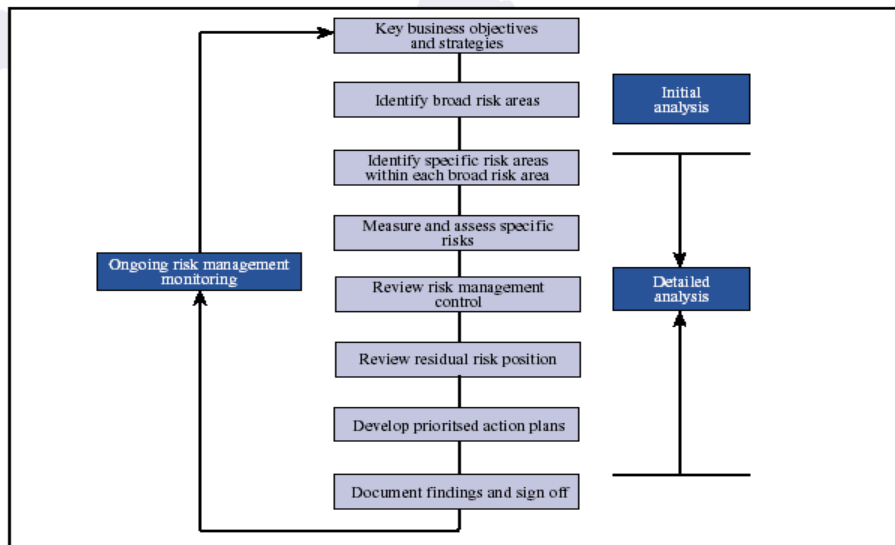 Key business objectives
and strategies
Identify broad risk areas
Initial
analysis
Identify specific risk areas
within each broad risk area
Measure and assess specific
risks
Ongoing risk management
monitoring
Review risk management
control
Detailed
analysis
Review residual risk position
Develop prioritsed action plans
Document findings and sign off